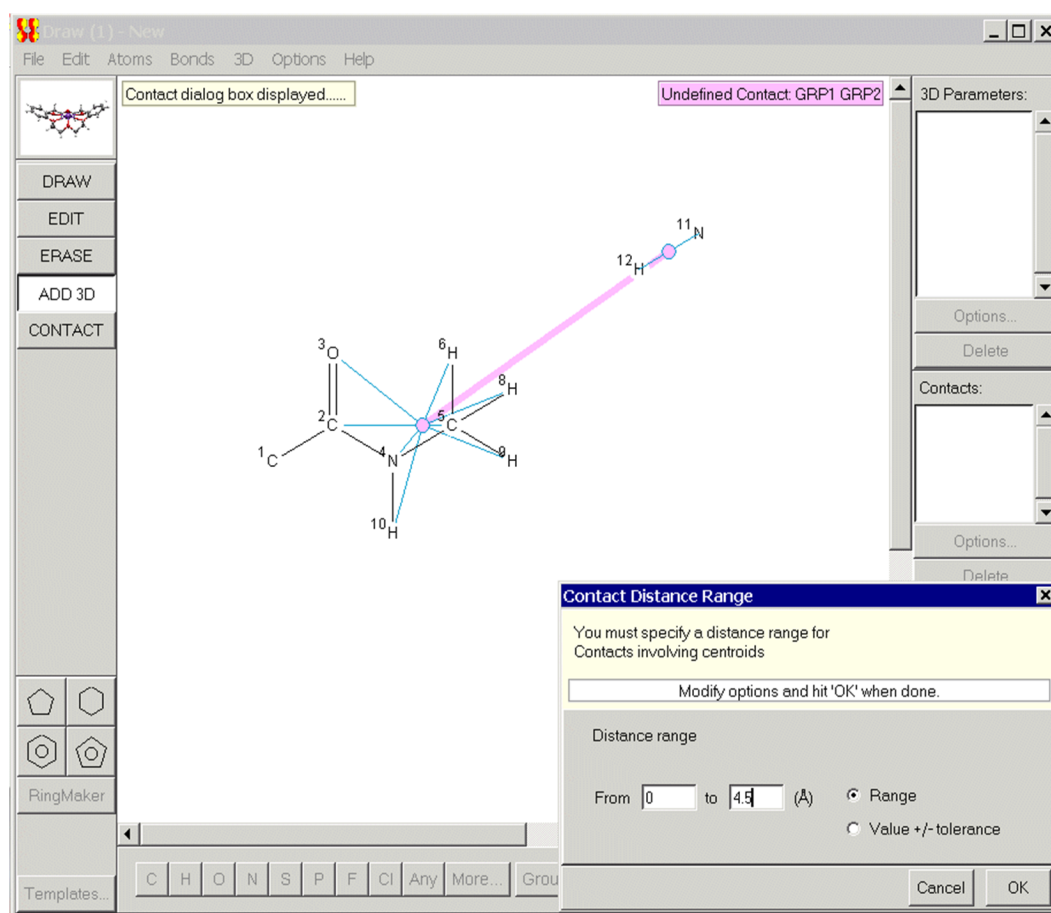 Draw (1) - New
File Edit Atoms Bonds 3D Options Help
Contact dialog box displayed......
Undefined Contact: GRP1 GRP2
3D Parameters:
DRAW
EDIT
ERASE
ADD 3D
CONTACT
11 N
12 H
3 O
6 H
8 H
2 C
5 C
1 C
4 N
9 H
10 H
Options...
Delete
Contacts:
Options...
Delete
Contact Distance Range
You must specify a distance range for
Contacts involving centroids
Modify options and hit 'OK' when done.
Distance range
From 0 to 4.5 (Å) Range
Value +/- tolerance
Cancel OK
RingMaker
Templates...
C H O N S P F Cl Any More... Grou